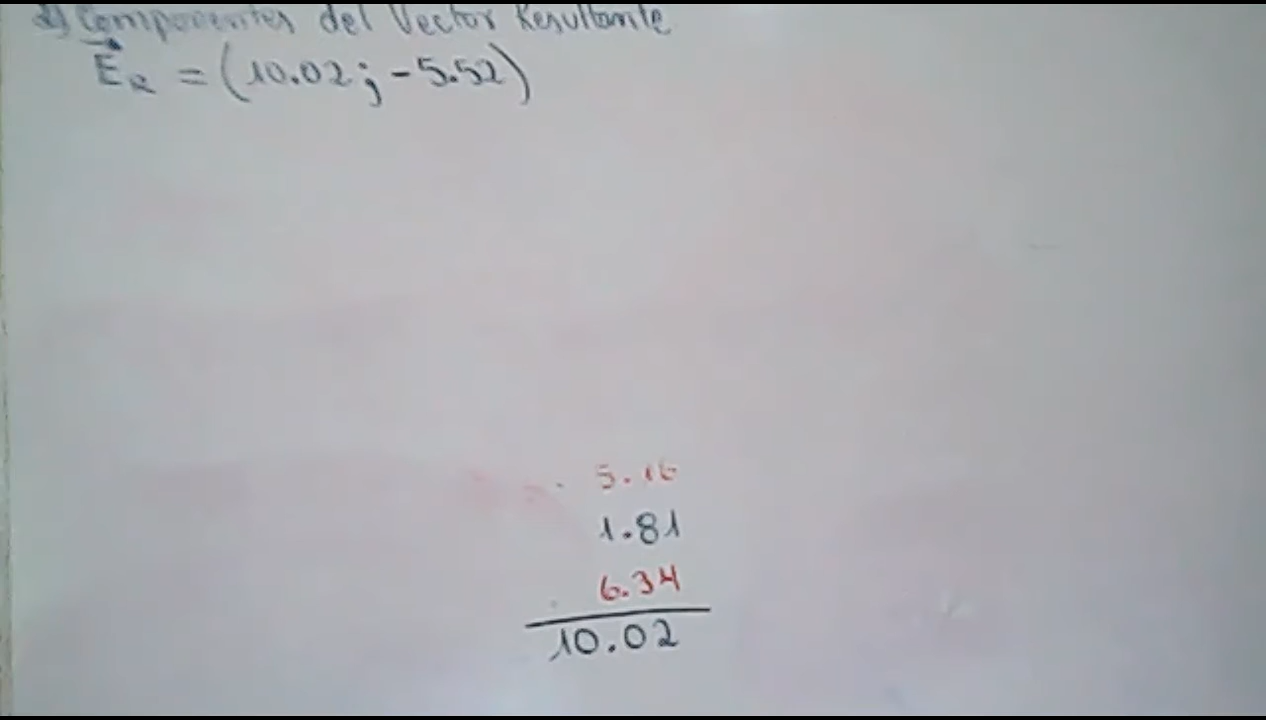 Componentes del Vector Resultante
E_R = (10.02; -5.52)
5.16
1.81
6.34
10.02